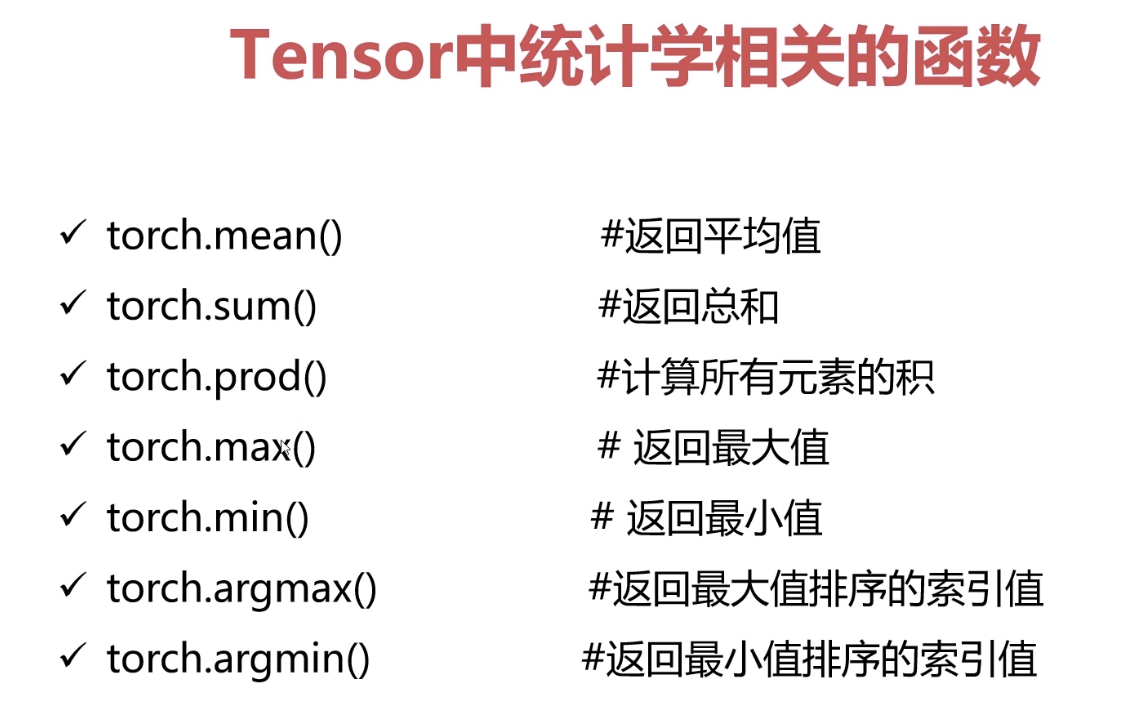 Tensor中统计学相关的函数
✓ torch.mean() #返回平均值
✓ torch.sum() #返回总和
✓ torch.prod() #计算所有元素的积
✓ torch.max() # 返回最大值
✓ torch.min() # 返回最小值
✓ torch.argmax() #返回最大值排序的索引值
✓ torch.argmin() #返回最小值排序的索引值